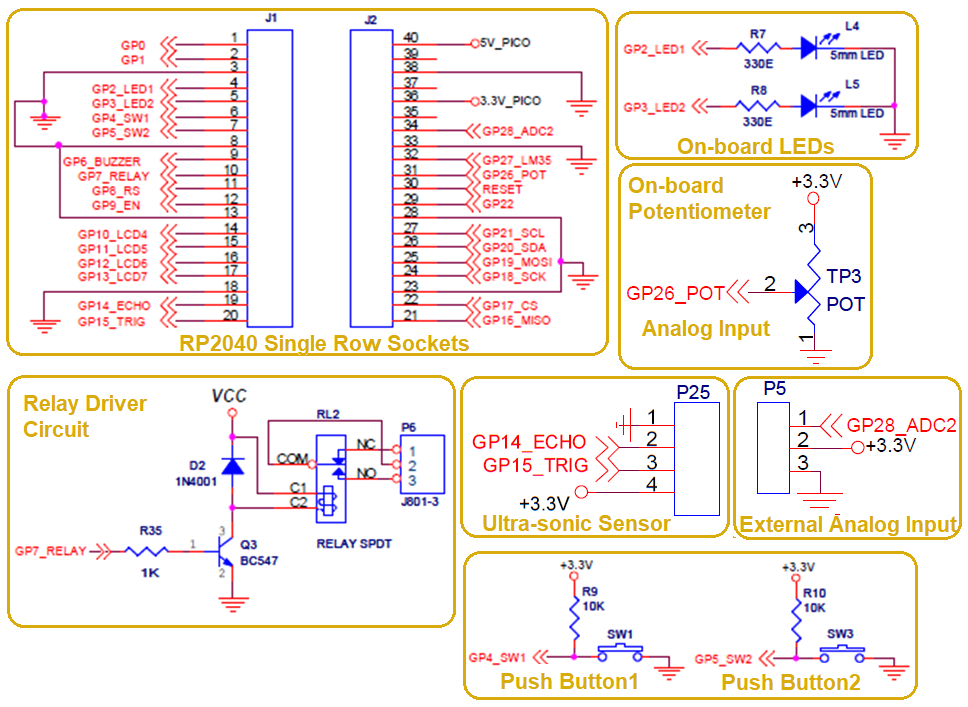 J1
J2
GP0
1
GP1
2
3
GP2_LED1
4
GP3_LED2
5
GP4_SW1
6
GP5_SW2
7
8
GP6_BUZZER
9
GP7_RELAY
10
GP8_RS
11
GP9_EN
12
13
GP10_LCD4
14
GP11_LCD5
15
GP12_LCD6
16
GP13_LCD7
17
18
GP14_ECHO
19
GP15_TRIG
20
40
5V_PICO
39
38
37
36
3.3V_PICO
35
34
GP28_ADC2
33
32
GP27_LM35
31
GP26_POT
30
RESET
29
GP22
28
27
GP21_SCL
26
GP20_SDA
25
GP19_MOSI
24
GP18_SCK
23
22
GP17_CS
21
GP16_MISO
RP2040 Single Row Sockets
GP2_LED1
R7
330E
L4
5mm LED
GP3_LED2
R8
330E
L5
5mm LED
On-board LEDs
On-board
Potentiometer
+3.3V
3
GP26_POT
2
TP3
POT
1
Analog Input
Relay Driver
Circuit
VCC
RL2
P6
D2
1N4001
COM
NC
NO
1
2
3
J801-3
C1
C2
RELAY SPDT
GP7_RELAY
R35
1K
1
3
Q3
BC547
2
P25
1
GP14_ECHO
2
GP15_TRIG
3
4
+3.3V
Ultra-sonic Sensor
P5
1
GP28_ADC2
2
+3.3V
3
External Analog Input
+3.3V
R9
10K
SW1
GP4_SW1
Push Button1
+3.3V
R10
10K
SW3
GP5_SW2
Push Button2